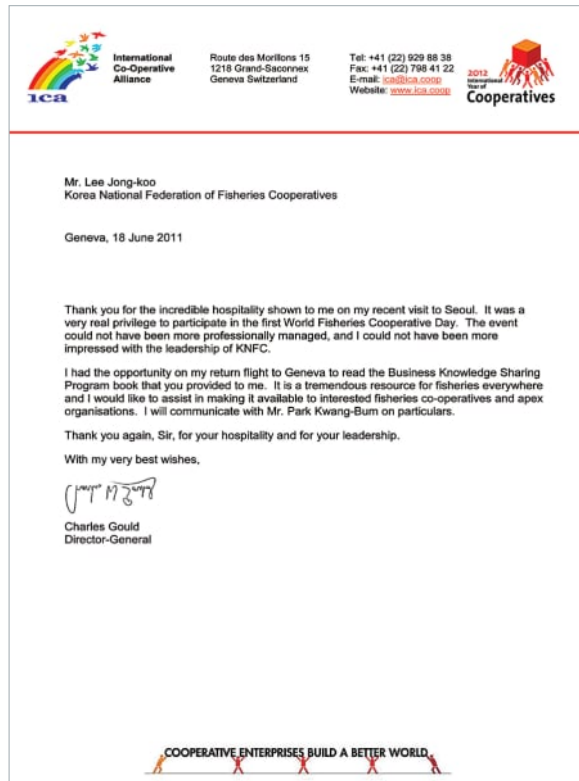 ica
International
Co-Operative
Alliance
Route des Morillons 15
1218 Grand-Saconnex
Geneva Switzerland
Tel: +41 (22) 929 88 38
Fax: +41 (22) 798 41 22
E-mail: ica@ica.coop
Website: www.ica.coop
2012
International
Year of
Cooperatives
Mr. Lee Jong-koo
Korea National Federation of Fisheries Cooperatives
Geneva, 18 June 2011
Thank you for the incredible hospitality shown to me on my recent visit to Seoul. It was a
very real privilege to participate in the first World Fisheries Cooperative Day. The event
could not have been more professionally managed, and I could not have been more
impressed with the leadership of KNFC.
I had the opportunity on my return flight to Geneva to read the Business Knowledge Sharing
Program book that you provided to me. It is a tremendous resource for fisheries everywhere
and I would like to assist in making it available to interested fisheries co-operatives and apex
organisations. I will communicate with Mr. Park Kwang-Bum on particulars.
Thank you again, Sir, for your hospitality and for your leadership.
With my very best wishes,
Charles Gould
Director-General
COOPERATIVE ENTERPRISES BUILD A BETTER WORLD